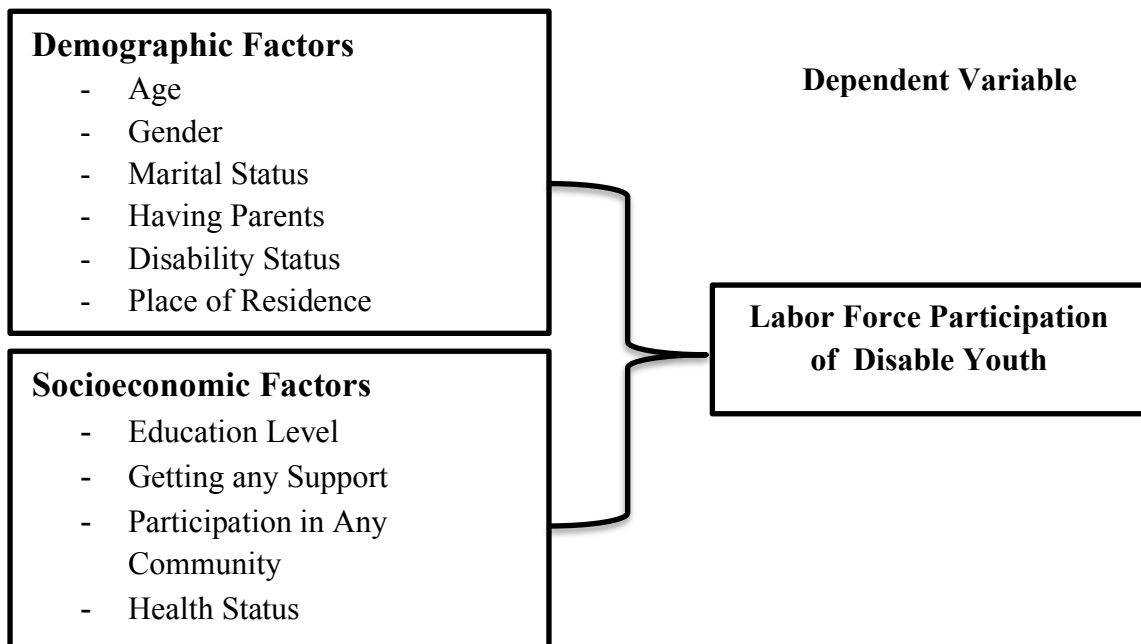 Demographic Factors
- Age
- Gender
- Marital Status
- Having Parents
- Disability Status
- Place of Residence
Socioeconomic Factors
- Education Level
- Getting any Support
- Participation in Any
Community
- Health Status
Dependent Variable
Labor Force Participation
of Disable Youth